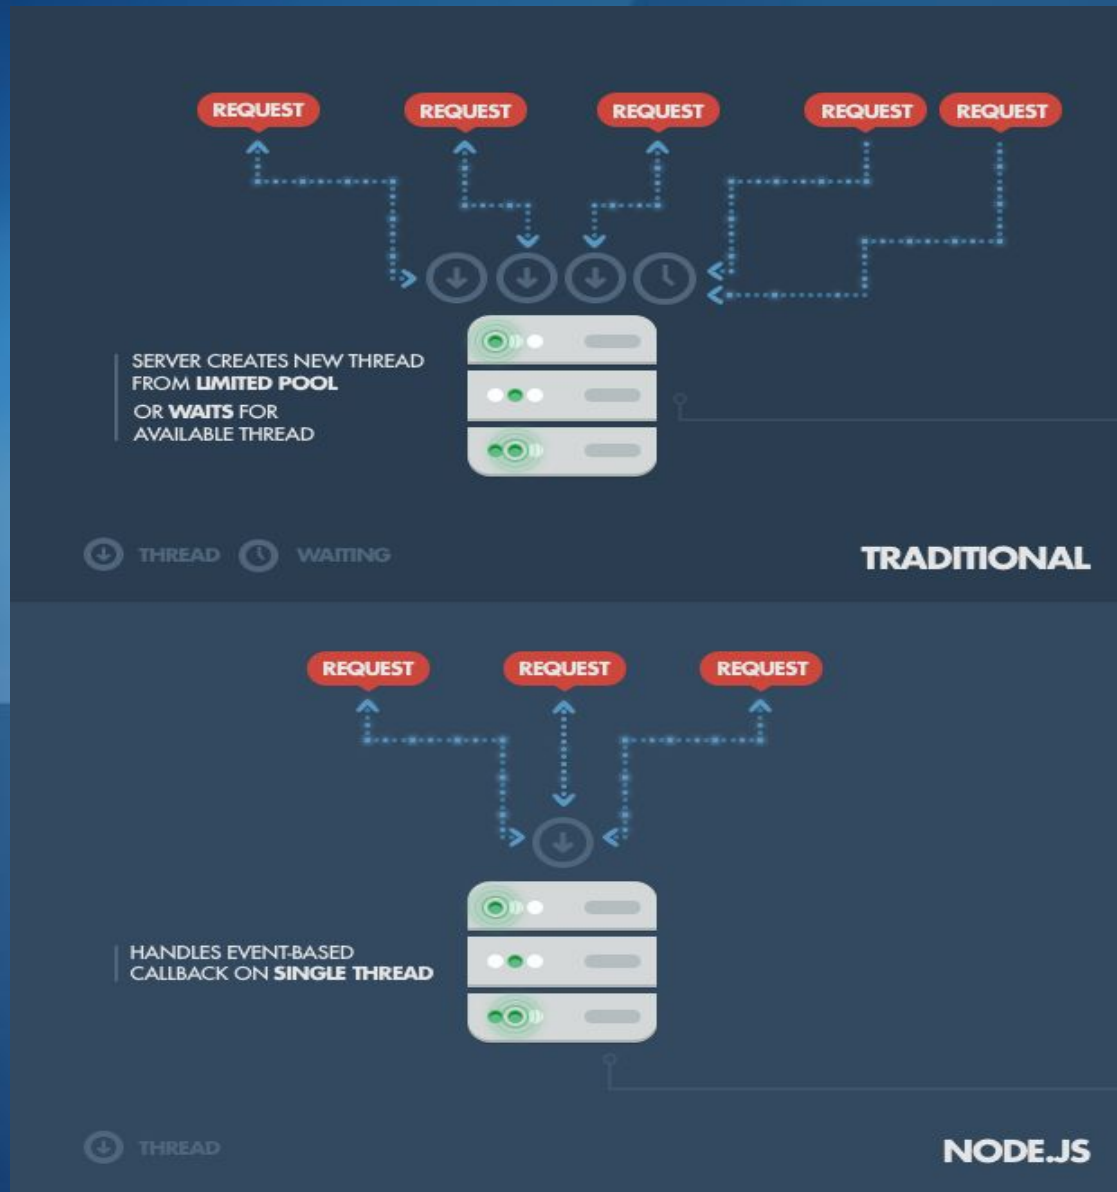 REQUEST REQUEST REQUEST REQUEST REQUEST
SERVER CREATES NEW THREAD
FROM LIMITED POOL
OR WAITS FOR
AVAILABLE THREAD
THREAD WAITING
TRADITIONAL
REQUEST REQUEST REQUEST
HANDLES EVENT-BASED
CALLBACK ON SINGLE THREAD
THREAD
NODE.JS